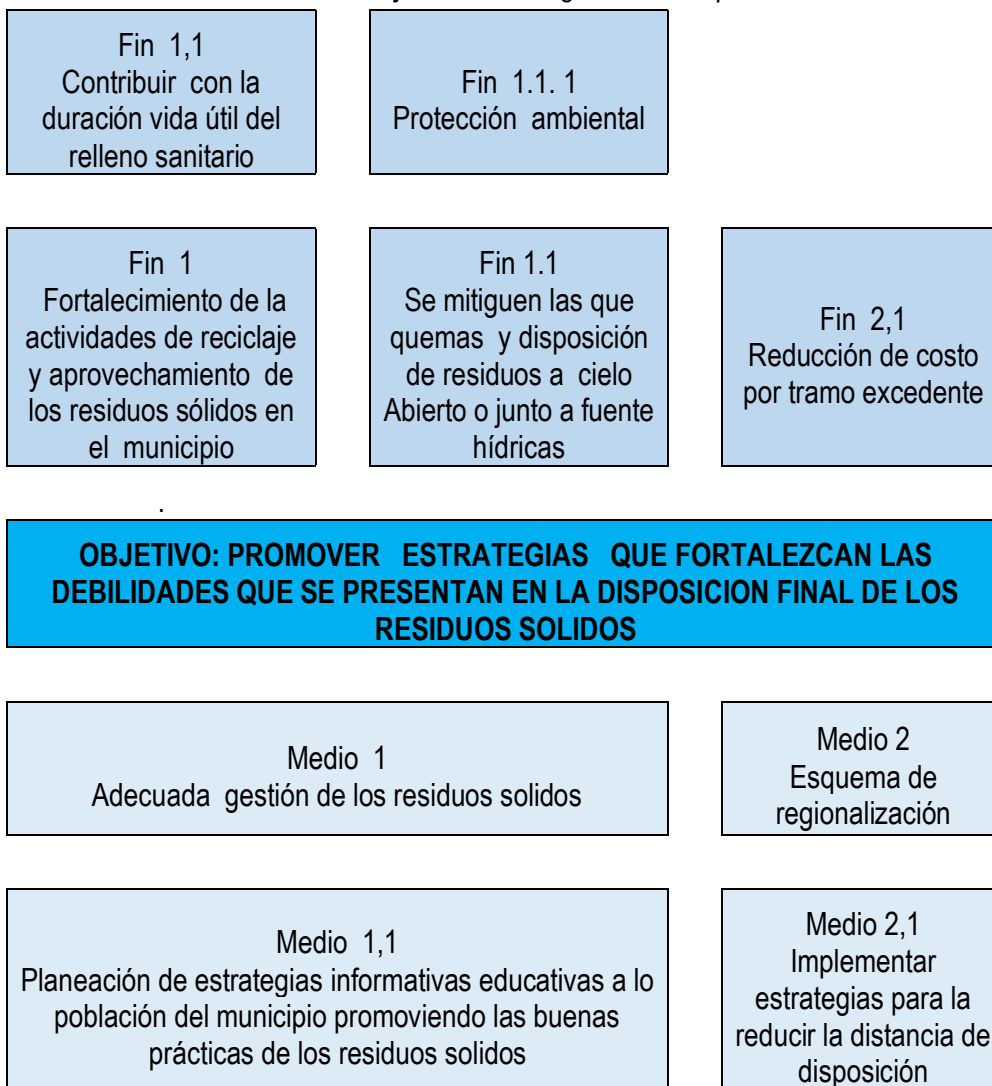 Fin 1,1
Contribuir con la
duración vida útil del
relleno sanitario
Fin 1.1. 1
Protección ambiental
Fin 1
Fortalecimiento de la
actividades de reciclaje
y aprovechamiento de
los residuos sólidos en
el municipio
Fin 1.1
Se mitiguen las que
quemas y disposición
de residuos a cielo
Abierto o junto a fuente
hídricas
Fin 2,1
Reducción de costo
por tramo excedente
.
OBJETIVO: PROMOVER ESTRATEGIAS QUE FORTALEZCAN LAS
DEBILIDADES QUE SE PRESENTAN EN LA DISPOSICION FINAL DE LOS
RESIDUOS SOLIDOS
Medio 1
Adecuada gestión de los residuos solidos
Medio 2
Esquema de
regionalización
Medio 1,1
Planeación de estrategias informativas educativas a lo
población del municipio promoviendo las buenas
prácticas de los residuos solidos
Medio 2,1
Implementar
estrategias para la
reducir la distancia de
disposición